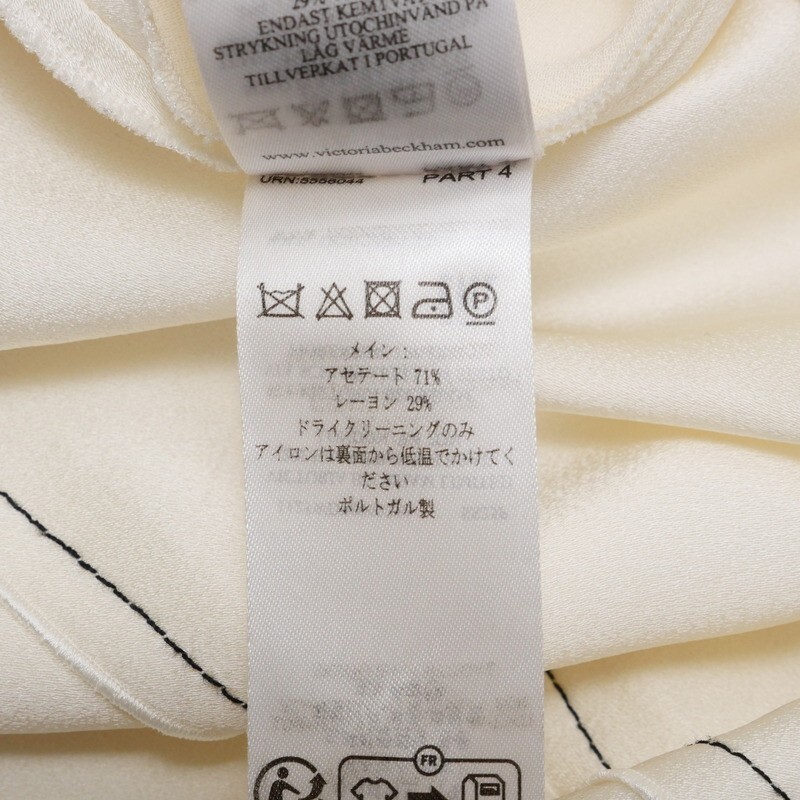 29%
ENDAST KEMTVÄTT
STRYKNING UTOCHINVÄND PÅ
LÅG VÄRME
TILLVERKAT I PORTUGAL
www.victoriabeckham.com
URN:5556044 PART 4
P
メイン :
アセテート 71%
レーヨン 29%
ドライクリーニングのみ
アイロンは裏面から低温でかけてく
ださい
ポルトガル製
FR